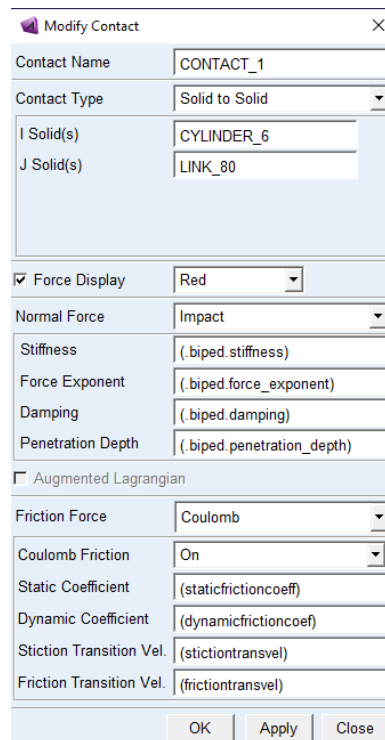 Modify Contact
Contact Name CONTACT_1
Contact Type Solid to Solid
I Solid(s) CYLINDER_6
J Solid(s) LINK_80
Force Display Red
Normal Force Impact
Stiffness (.biped.stiffness)
Force Exponent (.biped.force_exponent)
Damping (.biped.damping)
Penetration Depth (.biped.penetration_depth)
Augmented Lagrangian
Friction Force Coulomb
Coulomb Friction On
Static Coefficient (staticfrictioncoeff)
Dynamic Coefficient (dynamicfrictioncoef)
Stiction Transition Vel. (stictiontransvel)
Friction Transition Vel. (frictiontransvel)
OK Apply Close